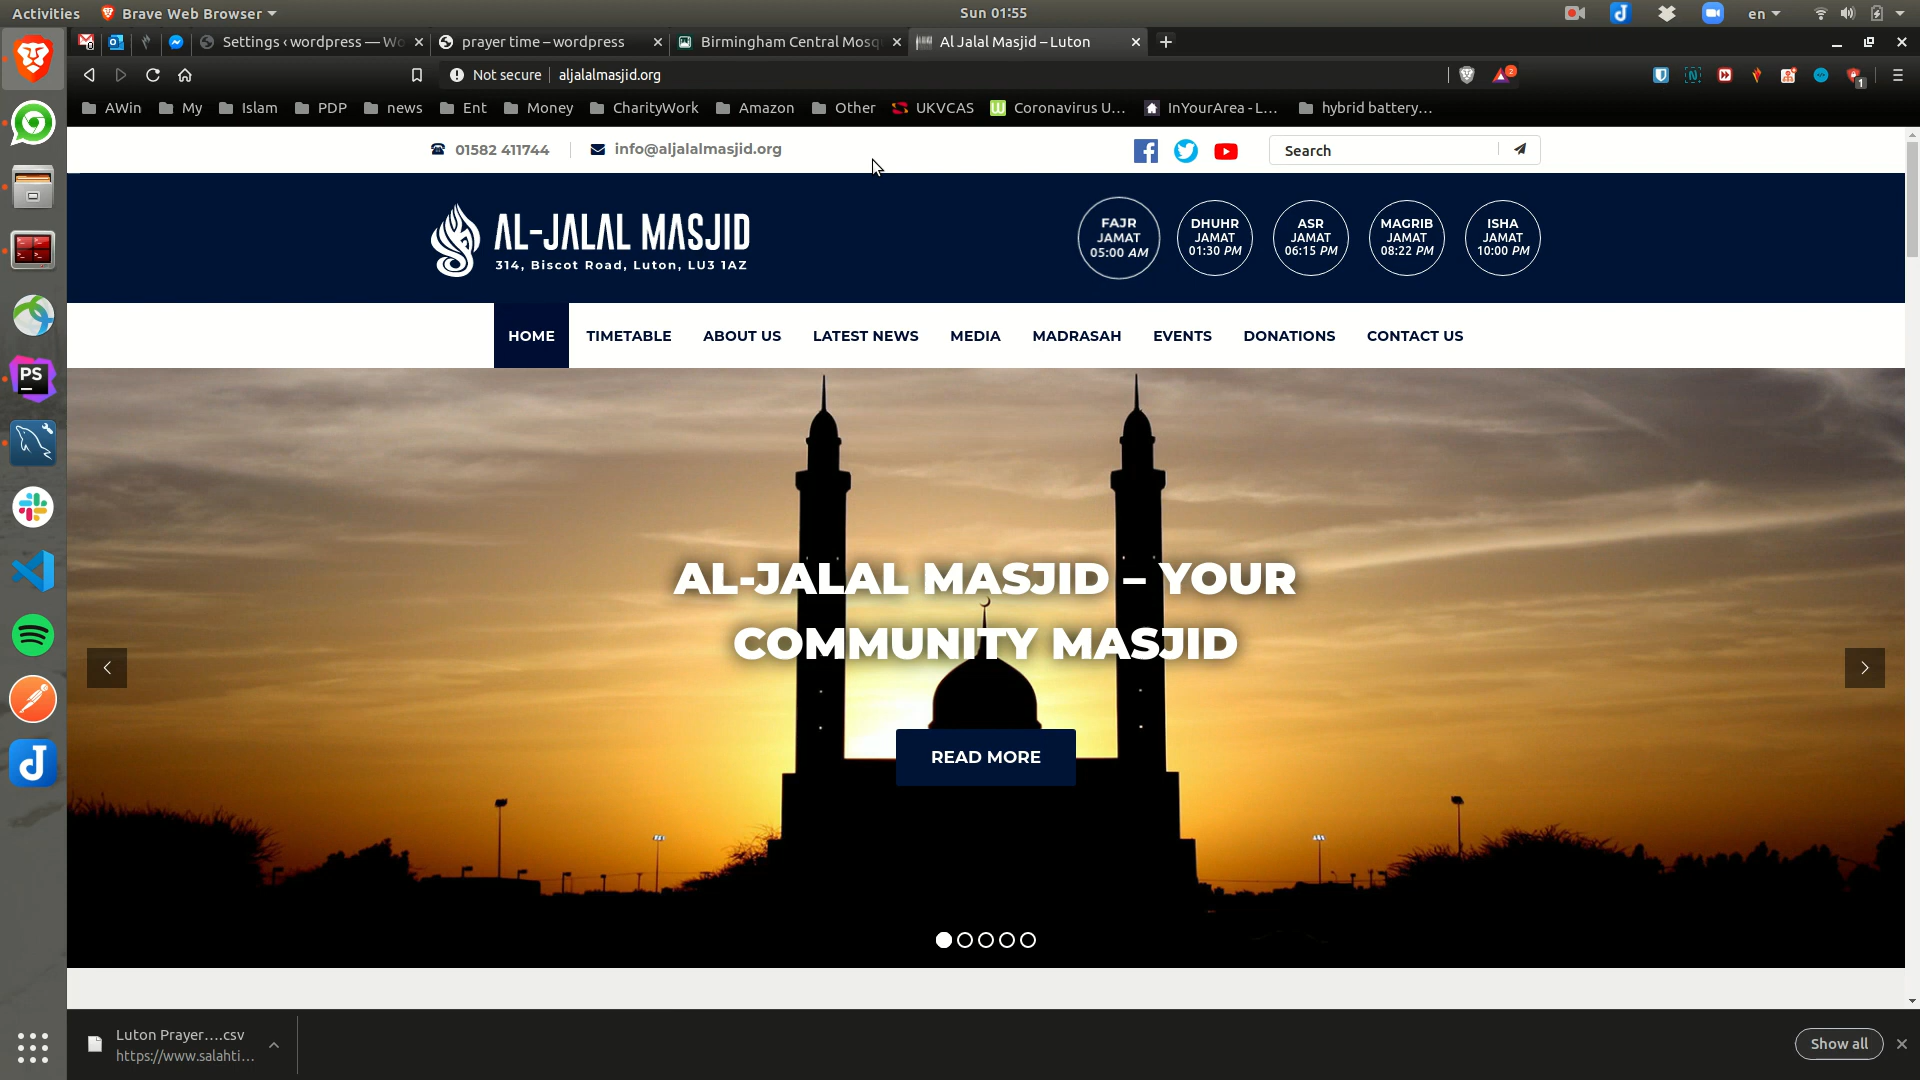 Activities
Brave Web Browser
Sun 01:55
en
Settings ‹ wordpress — Wo
prayer time – wordpress
Birmingham Central Mosq
Al Jalal Masjid – Luton
Not secure
aljalalmasjid.org
2
1
AWin
My
Islam
PDP
news
Ent
Money
CharityWork
Amazon
Other
UKVCAS
Coronavirus U...
InYourArea - L...
hybrid battery...
01582 411744
info@aljalalmasjid.org
Search
AL-JALAL MASJID
314, Biscot Road, Luton, LU3 1AZ
FAJR
JAMAT
05:00 AM
DHUHR
JAMAT
01:30 PM
ASR
JAMAT
06:15 PM
MAGRIB
JAMAT
08:22 PM
ISHA
JAMAT
10:00 PM
HOME
TIMETABLE
ABOUT US
LATEST NEWS
MEDIA
MADRASAH
EVENTS
DONATIONS
CONTACT US
PS
AL-JALAL MASJID – YOUR
COMMUNITY MASJID
READ MORE
Luton Prayer....csv
https://www.salahti...
Show all